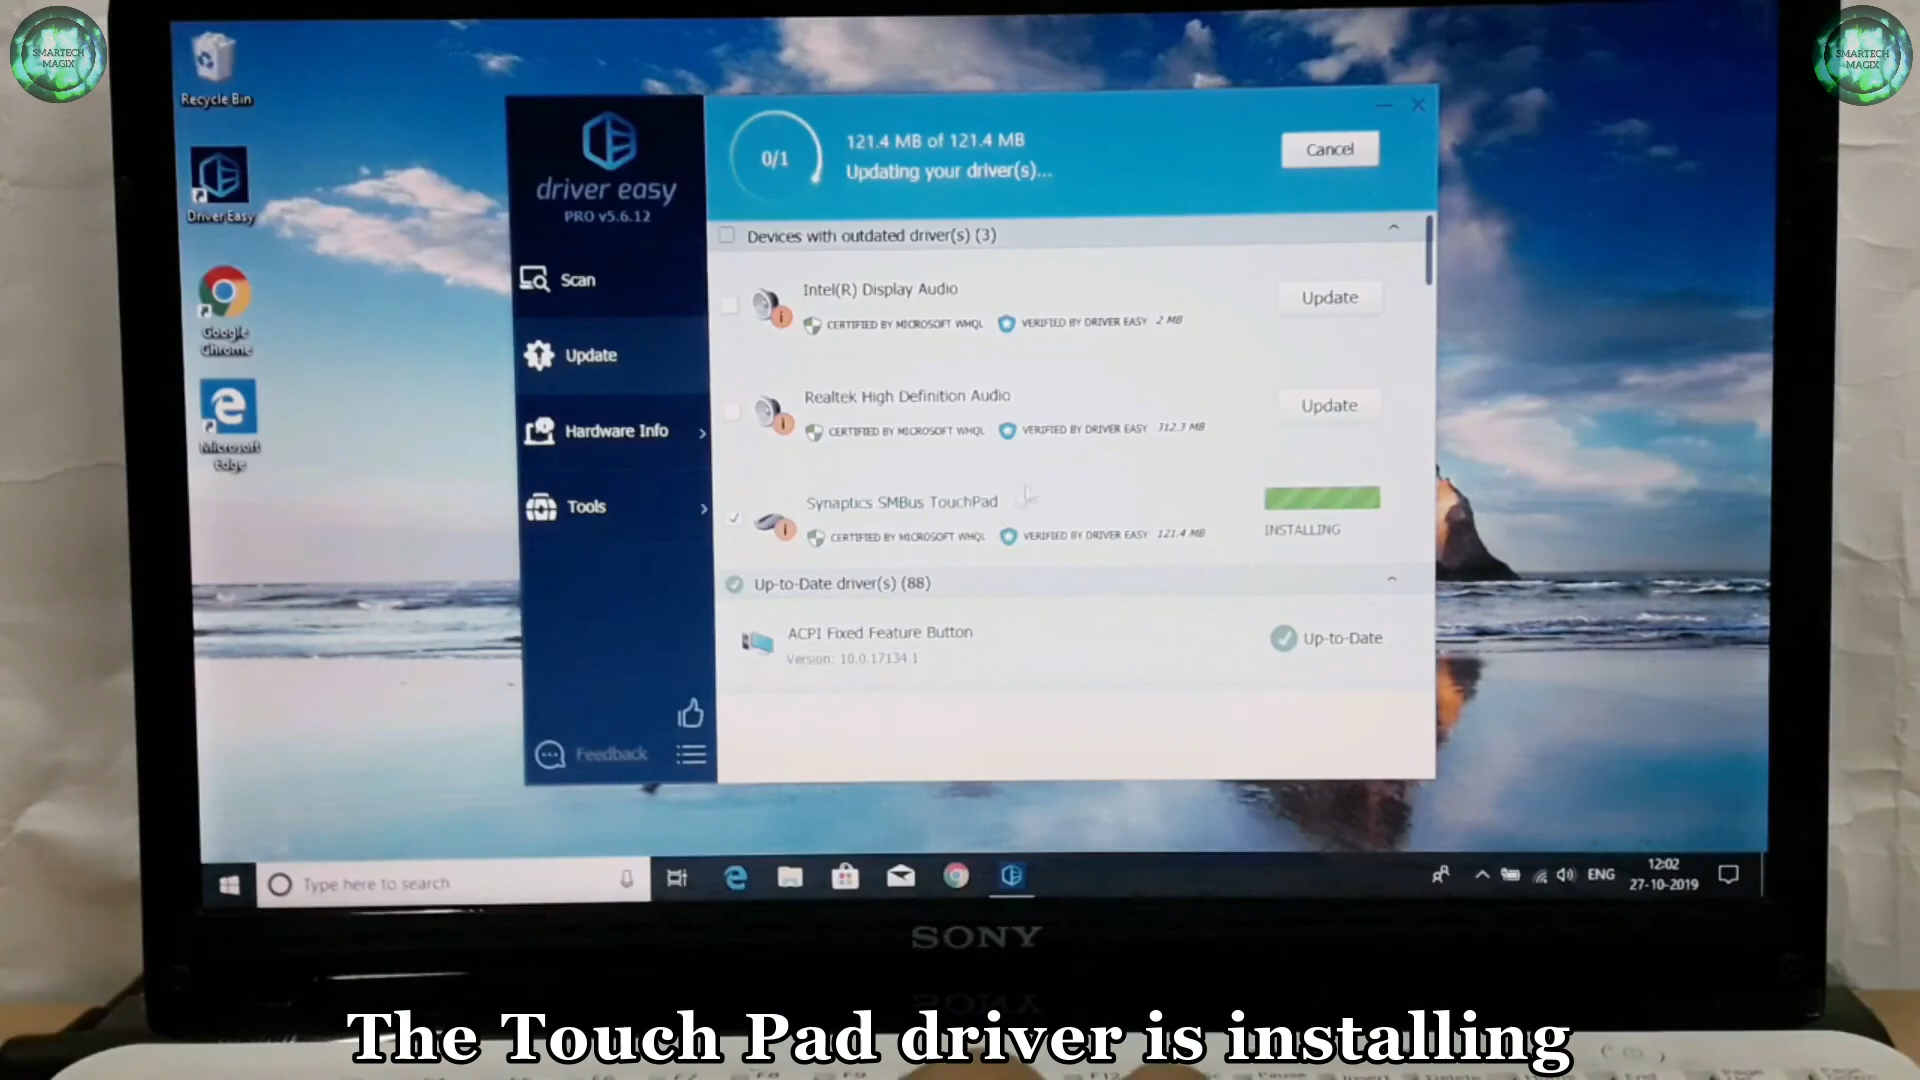 SMARTECH
MAGIX
SMARTECH
MAGIX
Recycle Bin
Driver Easy
Google
Chrome
Microsoft
Edge
driver easy
PRO v5.6.12
Scan
Update
Hardware Info
Tools
Feedback
0/1
121.4 MB of 121.4 MB
Updating your driver(s)...
Cancel
Devices with outdated driver(s) (3)
Intel(R) Display Audio
CERTIFIED BY MICROSOFT WHQL VERIFIED BY DRIVER EASY 2 MB
Update
Realtek High Definition Audio
CERTIFIED BY MICROSOFT WHQL VERIFIED BY DRIVER EASY 312.3 MB
Update
Synaptics SMBus TouchPad
CERTIFIED BY MICROSOFT WHQL VERIFIED BY DRIVER EASY 121.4 MB
INSTALLING
Up-to-Date driver(s) (88)
ACPI Fixed Feature Button
Version: 10.0.17134.1
Up-to-Date
Type here to search
ENG
12:02
27-10-2019
SONY
The Touch Pad driver is installing